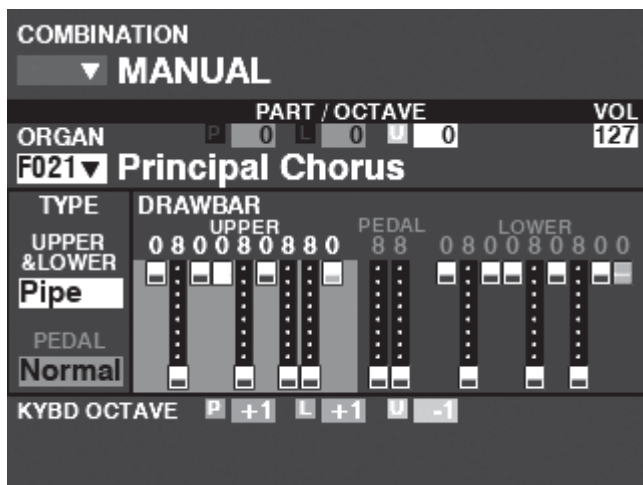 COMBINATION
▼ MANUAL
PART / OCTAVE VOL
ORGAN P 0 L 0 U 0 127
F021▼ Principal Chorus
TYPE DRAWBAR
UPPER PEDAL LOWER
UPPER 0 8 0 0 8 0 8 8 0 8 8 0 8 0 0 8 0 8 0 0
&LOWER
Pipe
PEDAL
Normal
KYBD OCTAVE P +1 L +1 U -1